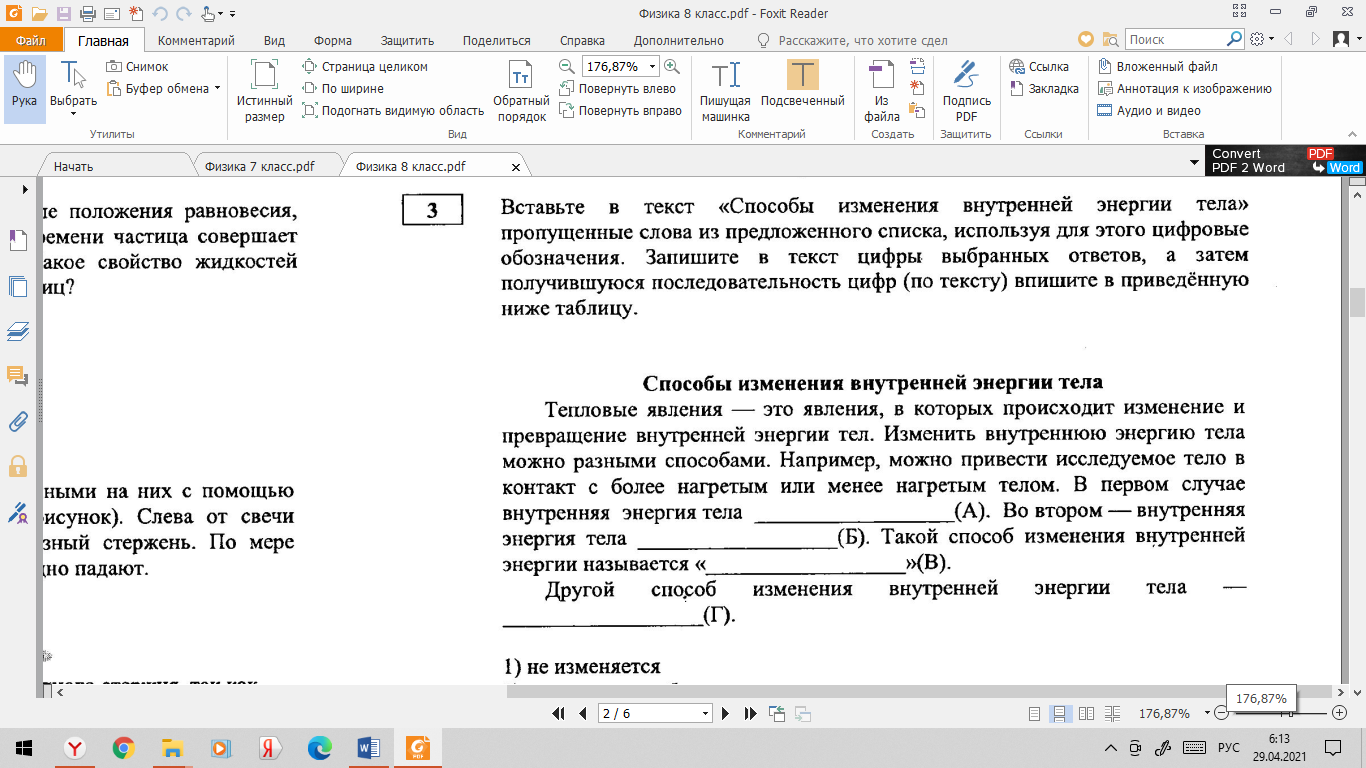 Физика 8 класс.pdf - Foxit Reader
Файл Главная Комментарий Вид Форма Защитить Поделиться Справка Дополнительно Расскажите, что хотите сдел Поиск
Рука
Выбрать
Снимок
Буфер обмена
Утилиты
Истинный размер
Страница целиком
По ширине
Подогнать видимую область
Обратный порядок
176,87%
Повернуть влево
Повернуть вправо
Вид
Пишущая машинка
Подсвеченный
Комментарий
Из файла
Создать
Подпись PDF
Защитить
Ссылка
Закладка
Ссылки
Вложенный файл
Аннотация к изображению
Аудио и видео
Вставка
Начать Физика 7 класс.pdf Физика 8 класс.pdf
Convert PDF
PDF 2 Word Word
ле положения равновесия,
ремени частица совершает
акое свойство жидкостей
иц?
ными на них с помощью
исунок). Слева от свечи
зный стержень. По мере
дно падают.
3
Вставьте в текст «Способы изменения внутренней энергии тела»
пропущенные слова из предложенного списка, используя для этого цифровые
обозначения. Запишите в текст цифры выбранных ответов, а затем
получившуюся последовательность цифр (по тексту) впишите в приведённую
ниже таблицу.
Способы изменения внутренней энергии тела
Тепловые явления — это явления, в которых происходит изменение и
превращение внутренней энергии тел. Изменить внутреннюю энергию тела
можно разными способами. Например, можно привести исследуемое тело в
контакт с более нагретым или менее нагретым телом. В первом случае
внутренняя энергия тела ____________________(А). Во втором — внутренняя
энергия тела ____________________(Б). Такой способ изменения внутренней
энергии называется «____________________»(В).
Другой способ изменения внутренней энергии тела —
____________________(Г).
1) не изменяется
2 / 6
176,87%
176,87%
РУС
6:13
29.04.2021